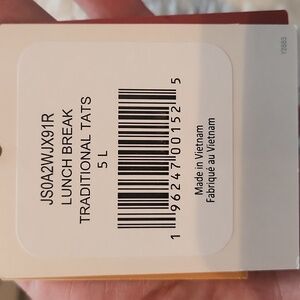 JS0A2WJX91R
LUNCH BREAK
TRADITIONAL TATS
5 L
1 96247 00152 5
Made in Vietnam
Fabriqué au Vietnam